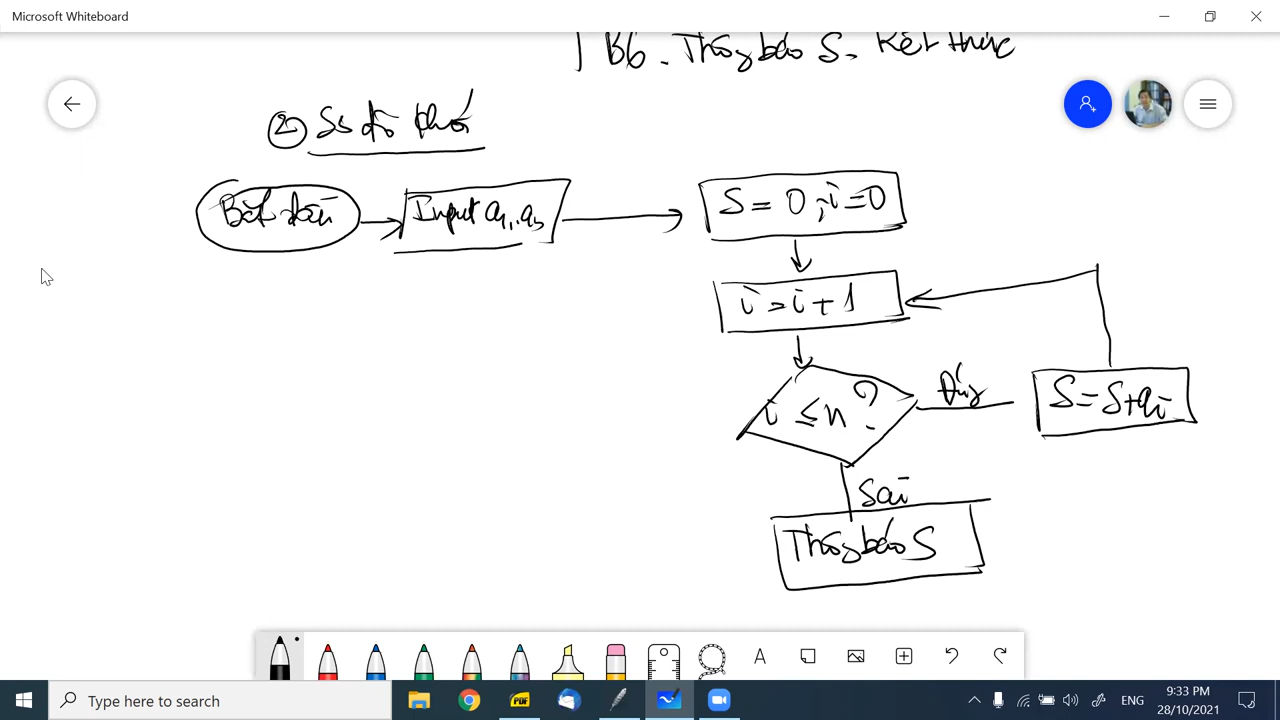 Microsoft Whiteboard
B6. Thông báo S. Kết thúc
② Sơ đồ khối
Bắt đầu
Input a1,..an
S = 0; i=0
i = i + 1
i ≤ n ?
Đúng
S = S+ai
Sai
Thông báo S
Type here to search
PDF
ENG
9:33 PM
28/10/2021